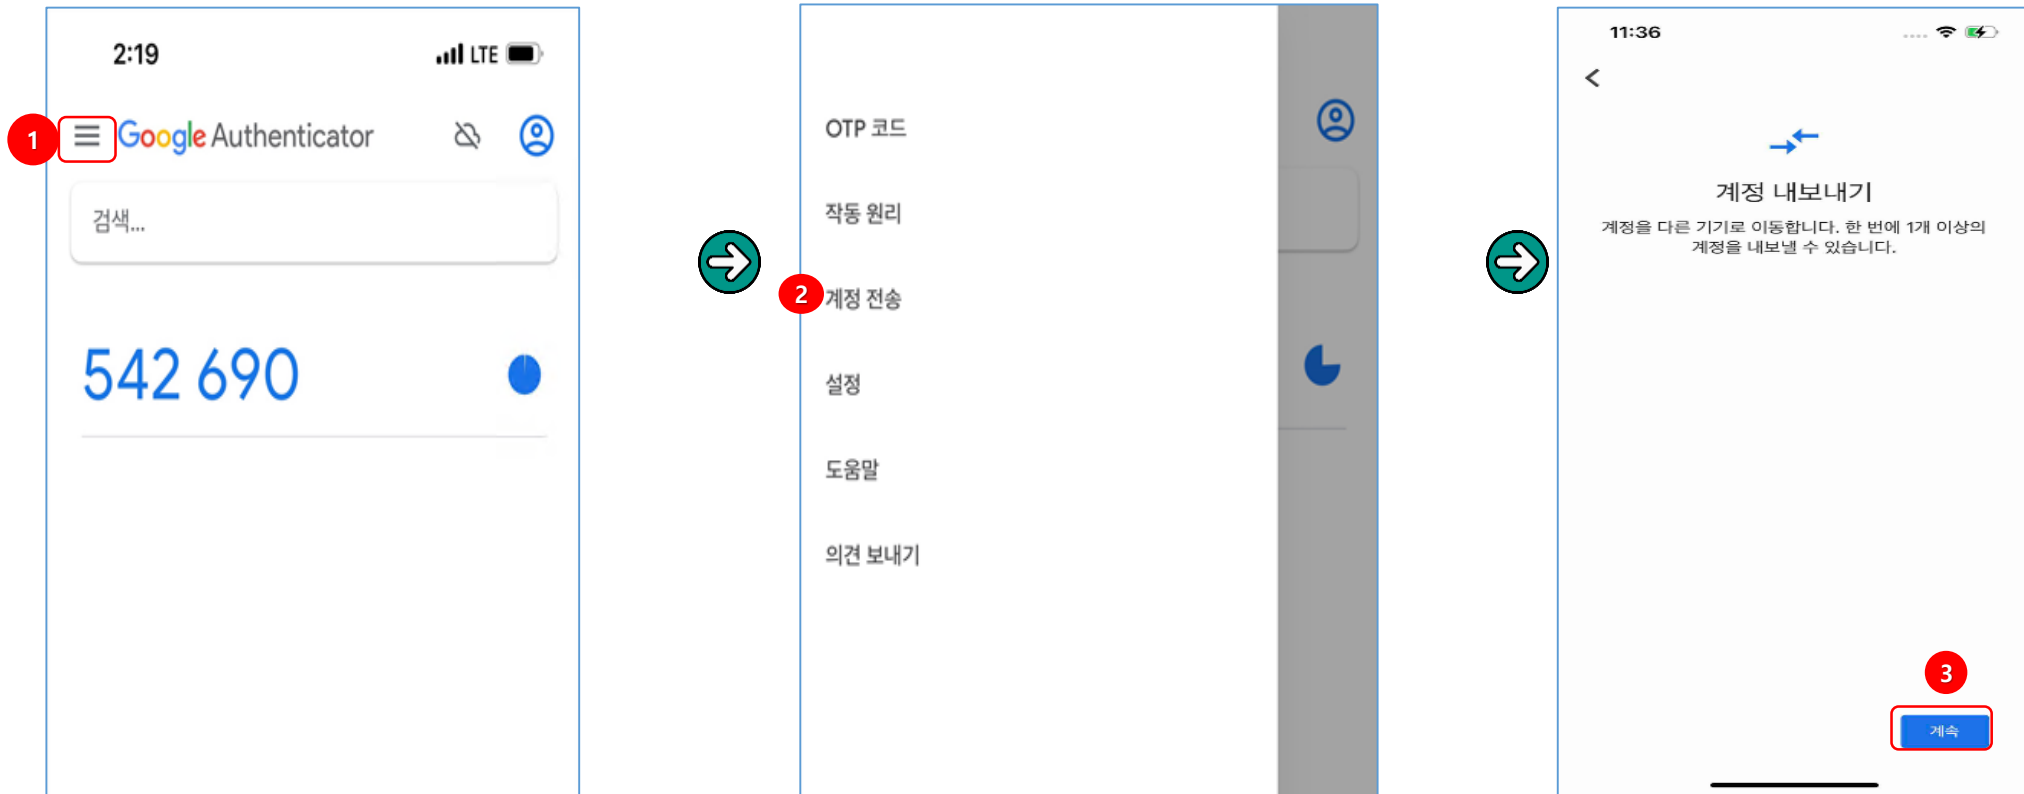 2:19
LTE
1
Google Authenticator
검색...
542 690
OTP 코드
작동 원리
2
계정 전송
설정
도움말
의견 보내기
11:36
계정 내보내기
계정을 다른 기기로 이동합니다. 한 번에 1개 이상의
계정을 내보낼 수 있습니다.
3
계속